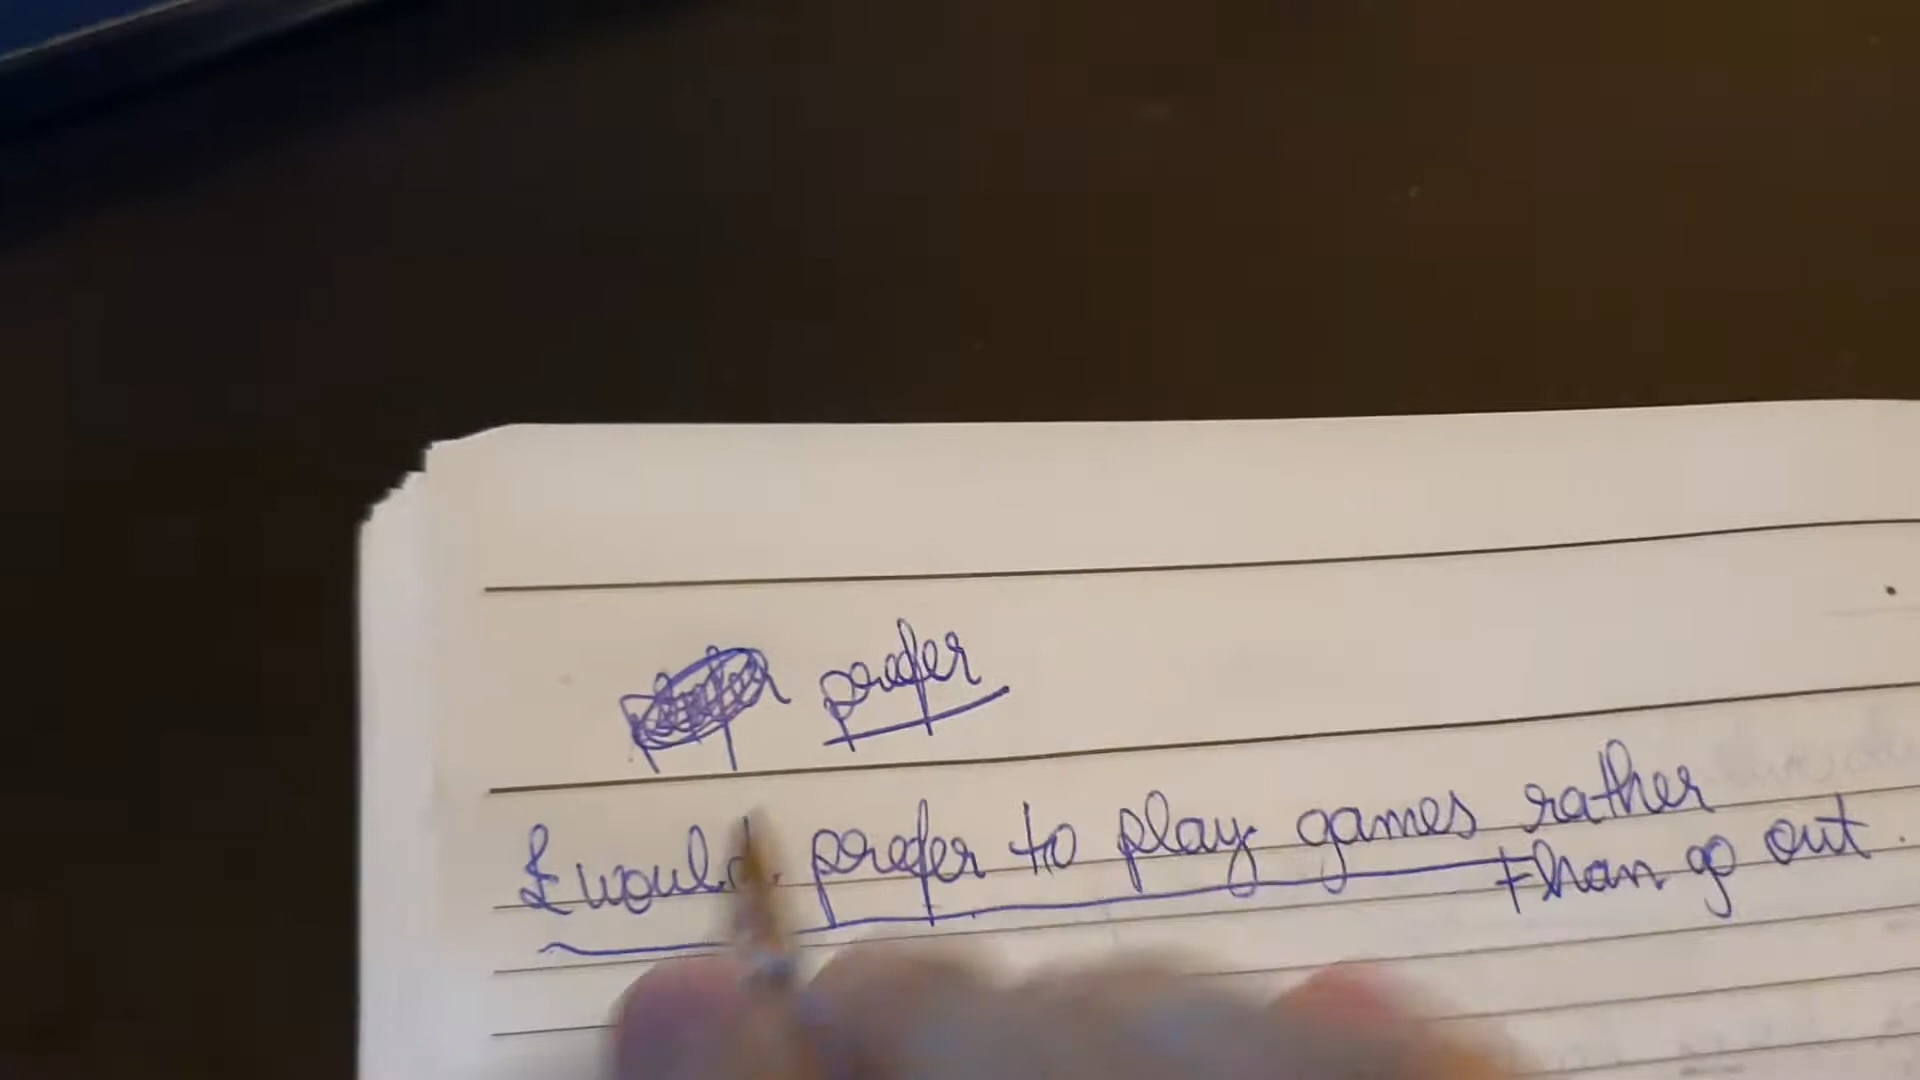 prefer
I would prefer to play games rather
than go out.